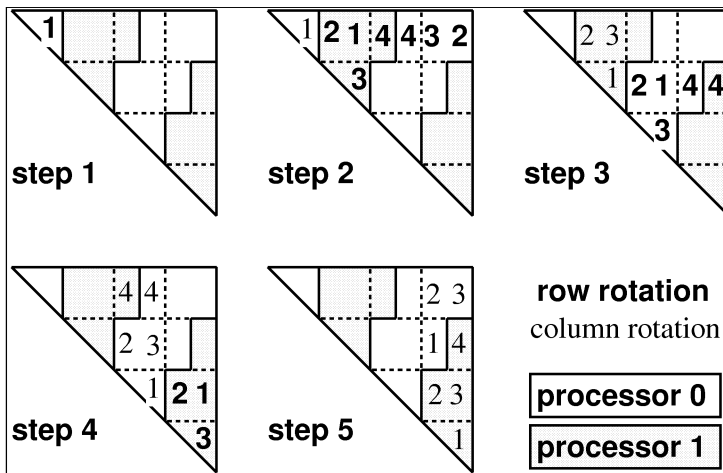 1
step 1
1 2 1 4 4 3 2
3
step 2
2 3
1 2 1 4 4
3
step 3
4 4
2 3
1 2 1
3
step 4
2 3
1 4
2 3
1
step 5
row rotation
column rotation
processor 0
processor 1